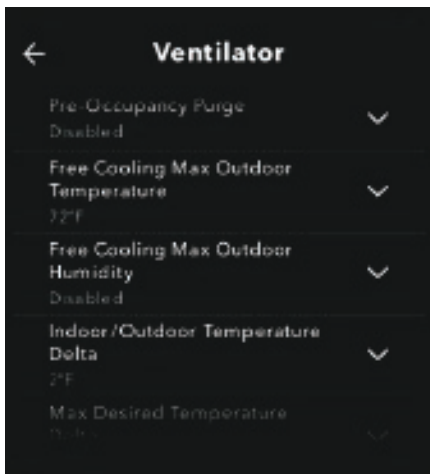 Ventilator
Pre-Occupancy Purge
Disabled
Free Cooling Max Outdoor
Temperature
72°F
Free Cooling Max Outdoor
Humidity
Disabled
Indoor/Outdoor Temperature
Delta
2°F
Max Desired Temperature